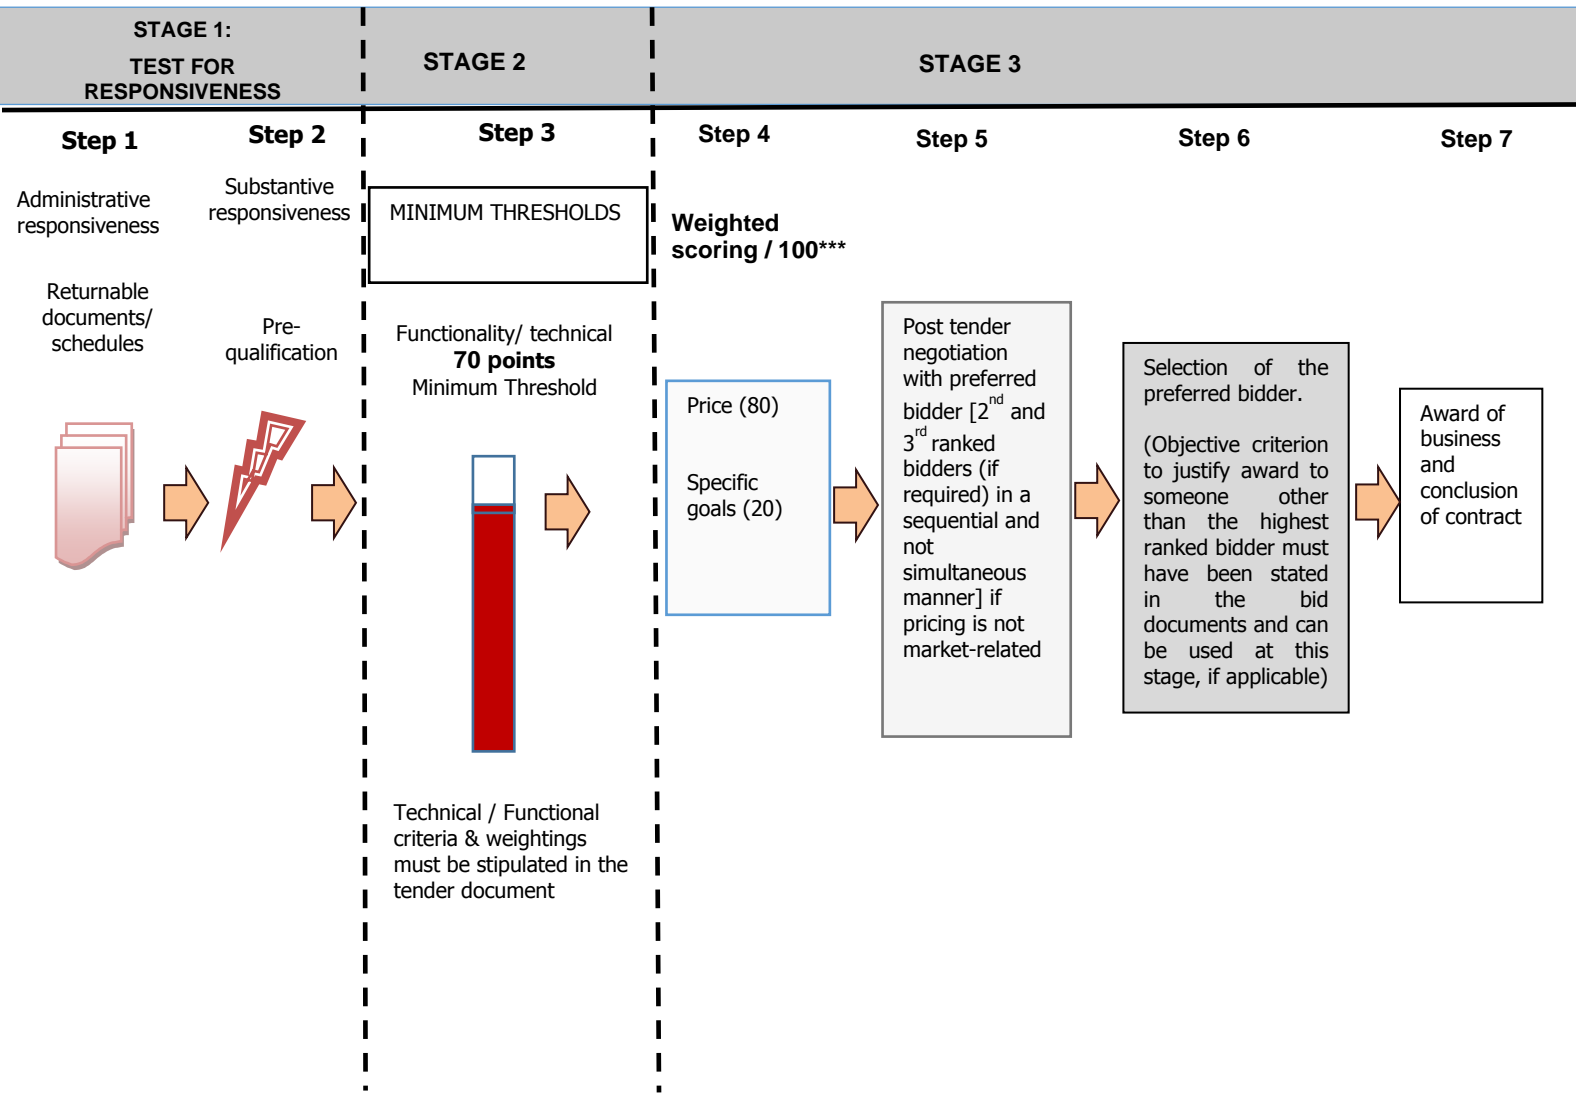 STAGE 1:
TEST FOR
RESPONSIVENESS
STAGE 2
STAGE 3
Step 1
Step 2
Step 3
Step 4
Step 5
Step 6
Step 7
Administrative
responsiveness
Returnable
documents/
schedules
Substantive
responsiveness
Pre-
qualification
MINIMUM THRESHOLDS
Functionality/ technical
70 points
Minimum Threshold
Technical / Functional
criteria & weightings
must be stipulated in the
tender document
Weighted
scoring / 100***
Price (80)
Specific
goals (20)
Post tender
negotiation
with preferred
bidder [2nd and
3rd ranked
bidders (if
required) in a
sequential and
not
simultaneous
manner] if
pricing is not
market-related
Selection of the
preferred bidder.
(Objective criterion
to justify award to
someone other
than the highest
ranked bidder must
have been stated
in the bid
documents and can
be used at this
stage, if applicable)
Award of
business
and
conclusion
of contract